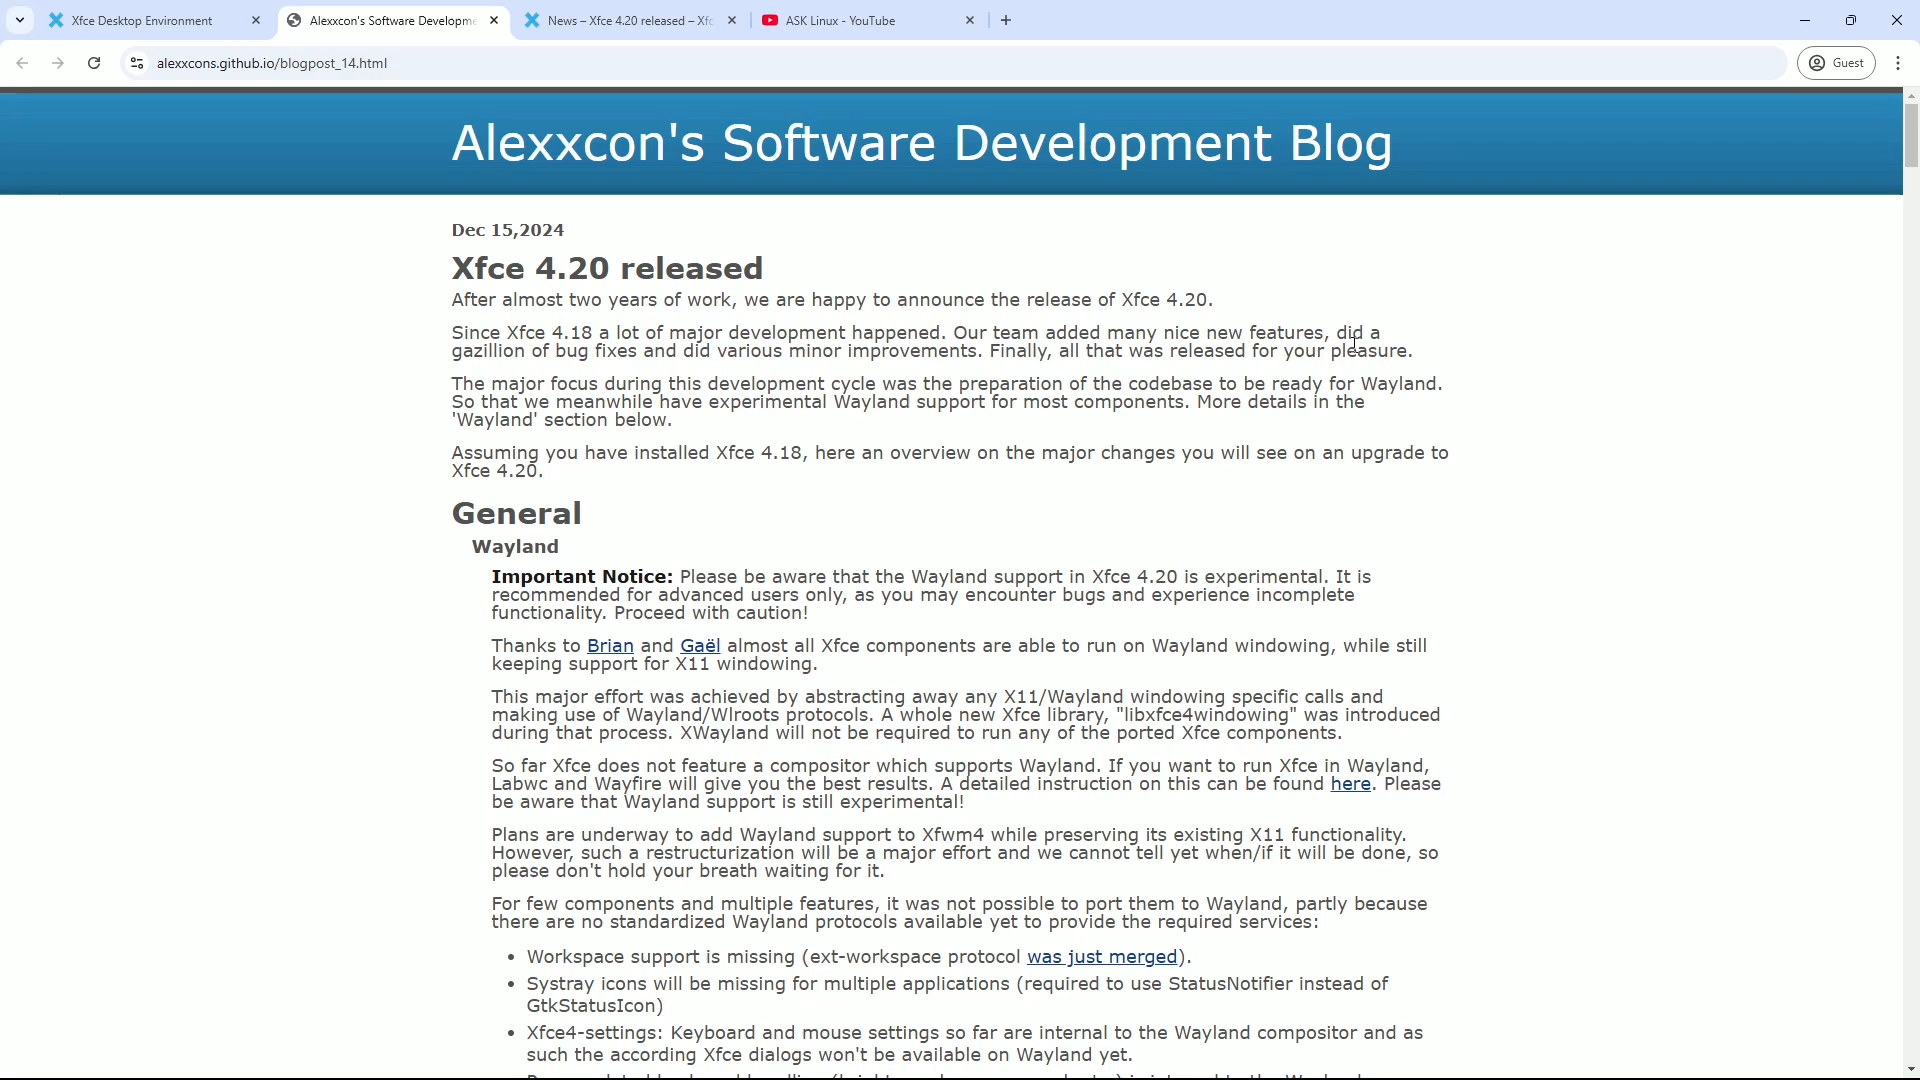 Xfce Desktop Environment
Alexxcon's Software Developme
News – Xfce 4.20 released – Xfc
ASK Linux - YouTube
alexxcons.github.io/blogpost_14.html
Guest
Alexxcon's Software Development Blog
Dec 15,2024
Xfce 4.20 released
After almost two years of work, we are happy to announce the release of Xfce 4.20.
Since Xfce 4.18 a lot of major development happened. Our team added many nice new features, did a
gazillion of bug fixes and did various minor improvements. Finally, all that was released for your pleasure.
The major focus during this development cycle was the preparation of the codebase to be ready for Wayland.
So that we meanwhile have experimental Wayland support for most components. More details in the
'Wayland' section below.
Assuming you have installed Xfce 4.18, here an overview on the major changes you will see on an upgrade to
Xfce 4.20.
General
Wayland
Important Notice: Please be aware that the Wayland support in Xfce 4.20 is experimental. It is
recommended for advanced users only, as you may encounter bugs and experience incomplete
functionality. Proceed with caution!
Thanks to Brian and Gaël almost all Xfce components are able to run on Wayland windowing, while still
keeping support for X11 windowing.
This major effort was achieved by abstracting away any X11/Wayland windowing specific calls and
making use of Wayland/Wlroots protocols. A whole new Xfce library, "libxfce4windowing" was introduced
during that process. XWayland will not be required to run any of the ported Xfce components.
So far Xfce does not feature a compositor which supports Wayland. If you want to run Xfce in Wayland,
Labwc and Wayfire will give you the best results. A detailed instruction on this can be found here. Please
be aware that Wayland support is still experimental!
Plans are underway to add Wayland support to Xfwm4 while preserving its existing X11 functionality.
However, such a restructurization will be a major effort and we cannot tell yet when/if it will be done, so
please don't hold your breath waiting for it.
For few components and multiple features, it was not possible to port them to Wayland, partly because
there are no standardized Wayland protocols available yet to provide the required services:
• Workspace support is missing (ext-workspace protocol was just merged).
• Systray icons will be missing for multiple applications (required to use StatusNotifier instead of
GtkStatusIcon)
• Xfce4-settings: Keyboard and mouse settings so far are internal to the Wayland compositor and as
such the according Xfce dialogs won't be available on Wayland yet.